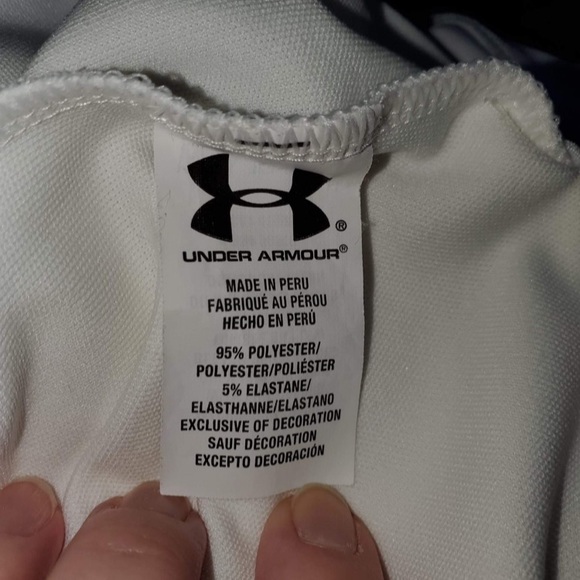 ®
UNDER ARMOUR®
MADE IN PERU
FABRIQUÉ AU PÉROU
HECHO EN PERÚ
95% POLYESTER/
POLYESTER/POLIÉSTER
5% ELASTANE/
ELASTHANNE/ELASTANO
EXCLUSIVE OF DECORATION
SAUF DÉCORATION
EXCEPTO DECORACIÓN